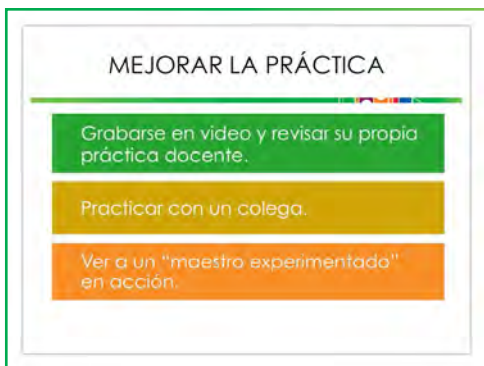 MEJORAR LA PRÁCTICA
Grabarse en video y revisar su propia
práctica docente.
Practicar con un colega.
Ver a un “maestro experimentado”
en acción.